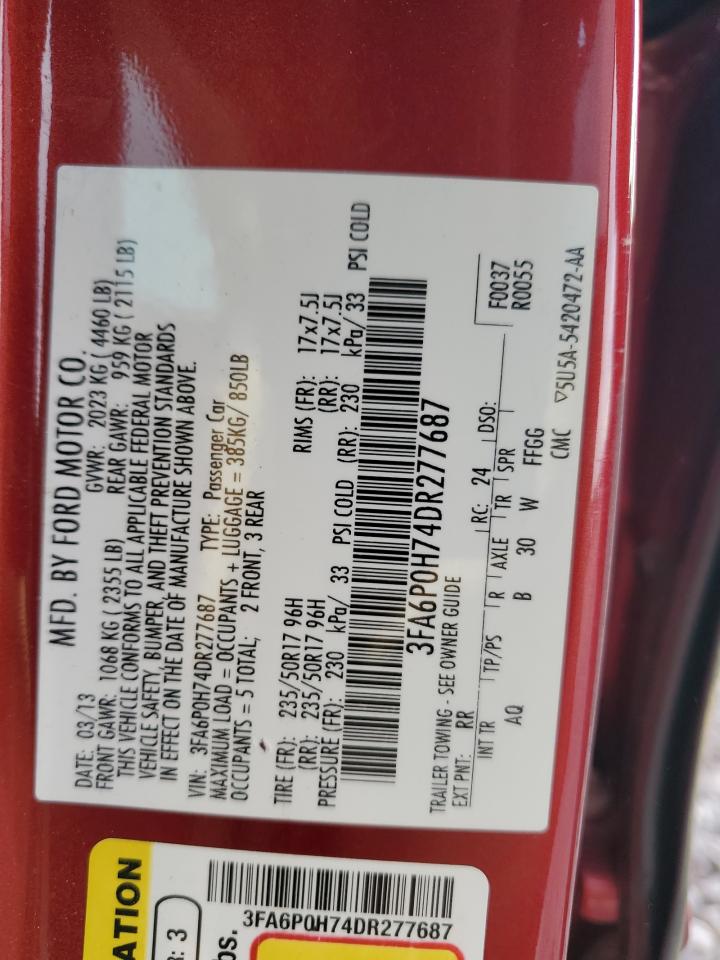 MFD. BY FORD MOTOR CO.
DATE: 03/13 GVWR: 2023 KG ( 4460 LB)
FRONT GAWR: 1068 KG ( 2355 LB) REAR GAWR: 959 KG ( 2115 LB)
THIS VEHICLE CONFORMS TO ALL APPLICABLE FEDERAL MOTOR
VEHICLE SAFETY, BUMPER, AND THEFT PREVENTION STANDARDS
IN EFFECT ON THE DATE OF MANUFACTURE SHOWN ABOVE.
VIN: 3FA6P0H74DR277687 TYPE: Passenger Car
MAXIMUM LOAD = OCCUPANTS + LUGGAGE = 385KG/ 850LB
OCCUPANTS = 5 TOTAL; 2 FRONT, 3 REAR
TIRE (FR): 235/50R17 96H RIMS (FR): 17x7.5J
(RR): 235/50R17 96H (RR): 17x7.5J
PRESSURE (FR): 230 kPa/ 33 PSI COLD (RR): 230 kPa/ 33 PSI COLD
3FA6P0H74DR277687
TRAILER TOWING - SEE OWNER GUIDE
EXT PNT: RR RC: 24 DSO: F0037
R0055
INT TR TP/PS R AXLE TR SPR
AQ B 30 W FFGG
CMC ▽5U5A-5420472-AA
ATION
R: 3
bs.
3FA6P0H74DR277687